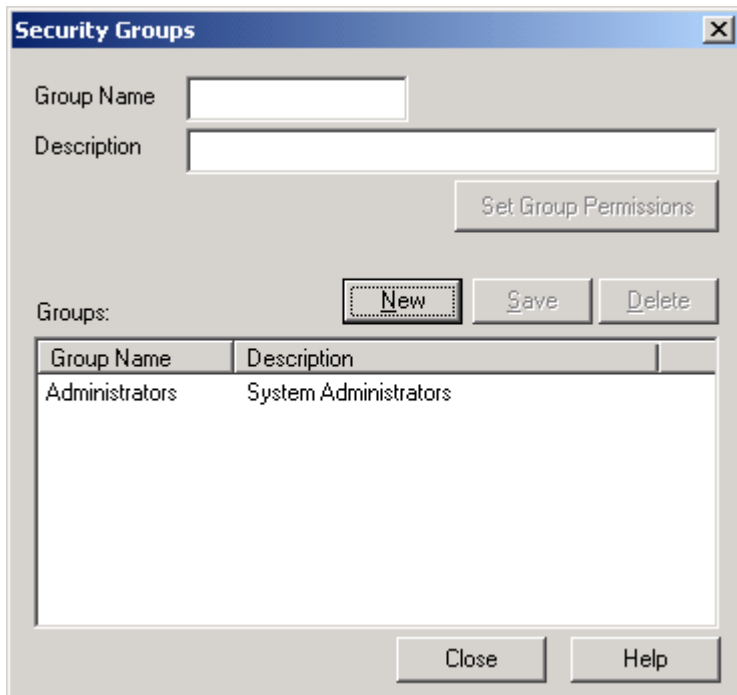 Security Groups
Group Name
Description
Set Group Permissions
Groups:
New
Save
Delete
Group Name Description
Administrators System Administrators
Close
Help